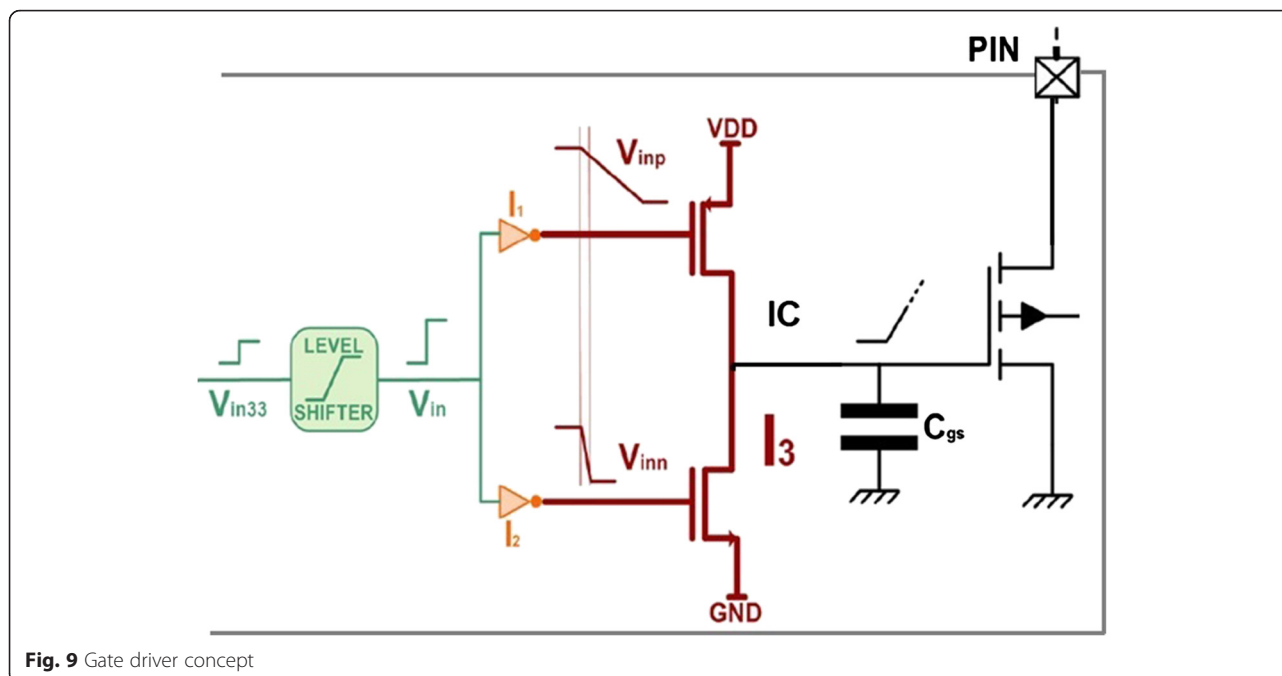 PIN
VDD
Vinp
I1
IC
LEVEL
SHIFTER
Vin33
Vin
Vinn
I3
Cgs
I2
GND
Fig. 9 Gate driver concept